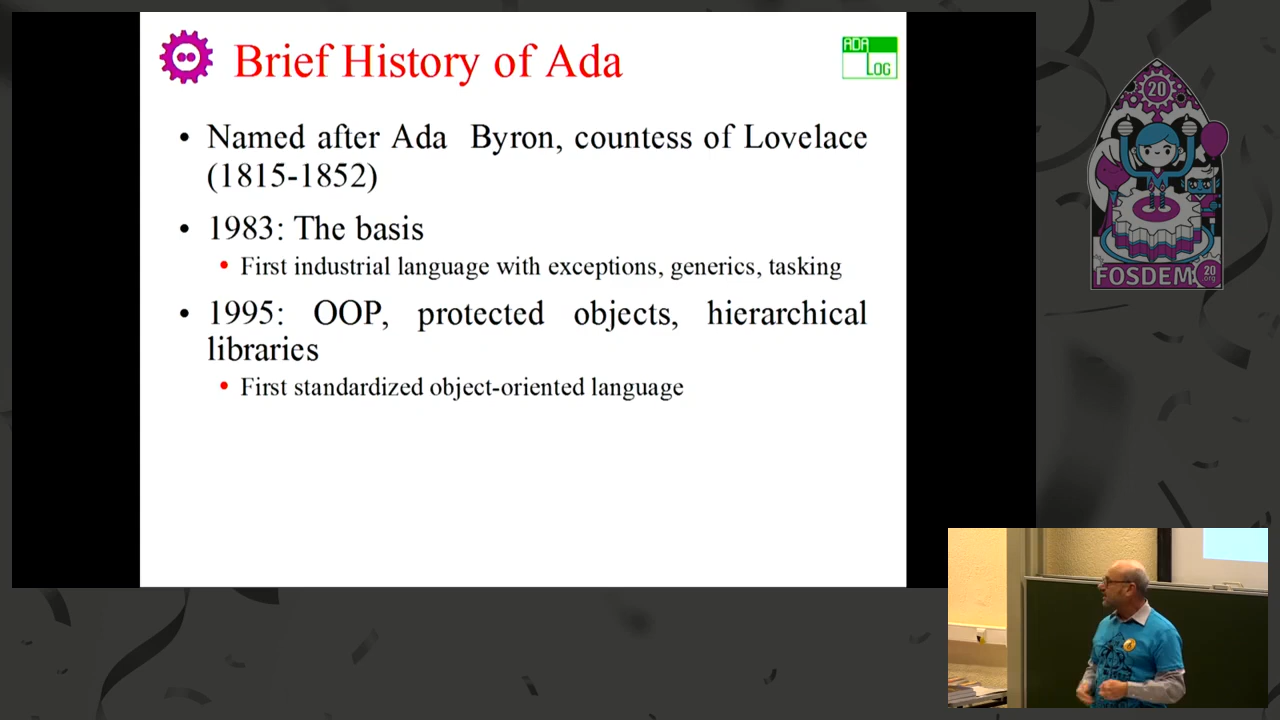 Brief History of Ada
ADA
LOG
• Named after Ada Byron, countess of Lovelace
(1815-1852)
• 1983: The basis
• First industrial language with exceptions, generics, tasking
• 1995: OOP, protected objects, hierarchical
libraries
• First standardized object-oriented language
20
FOSDEM
20
.org